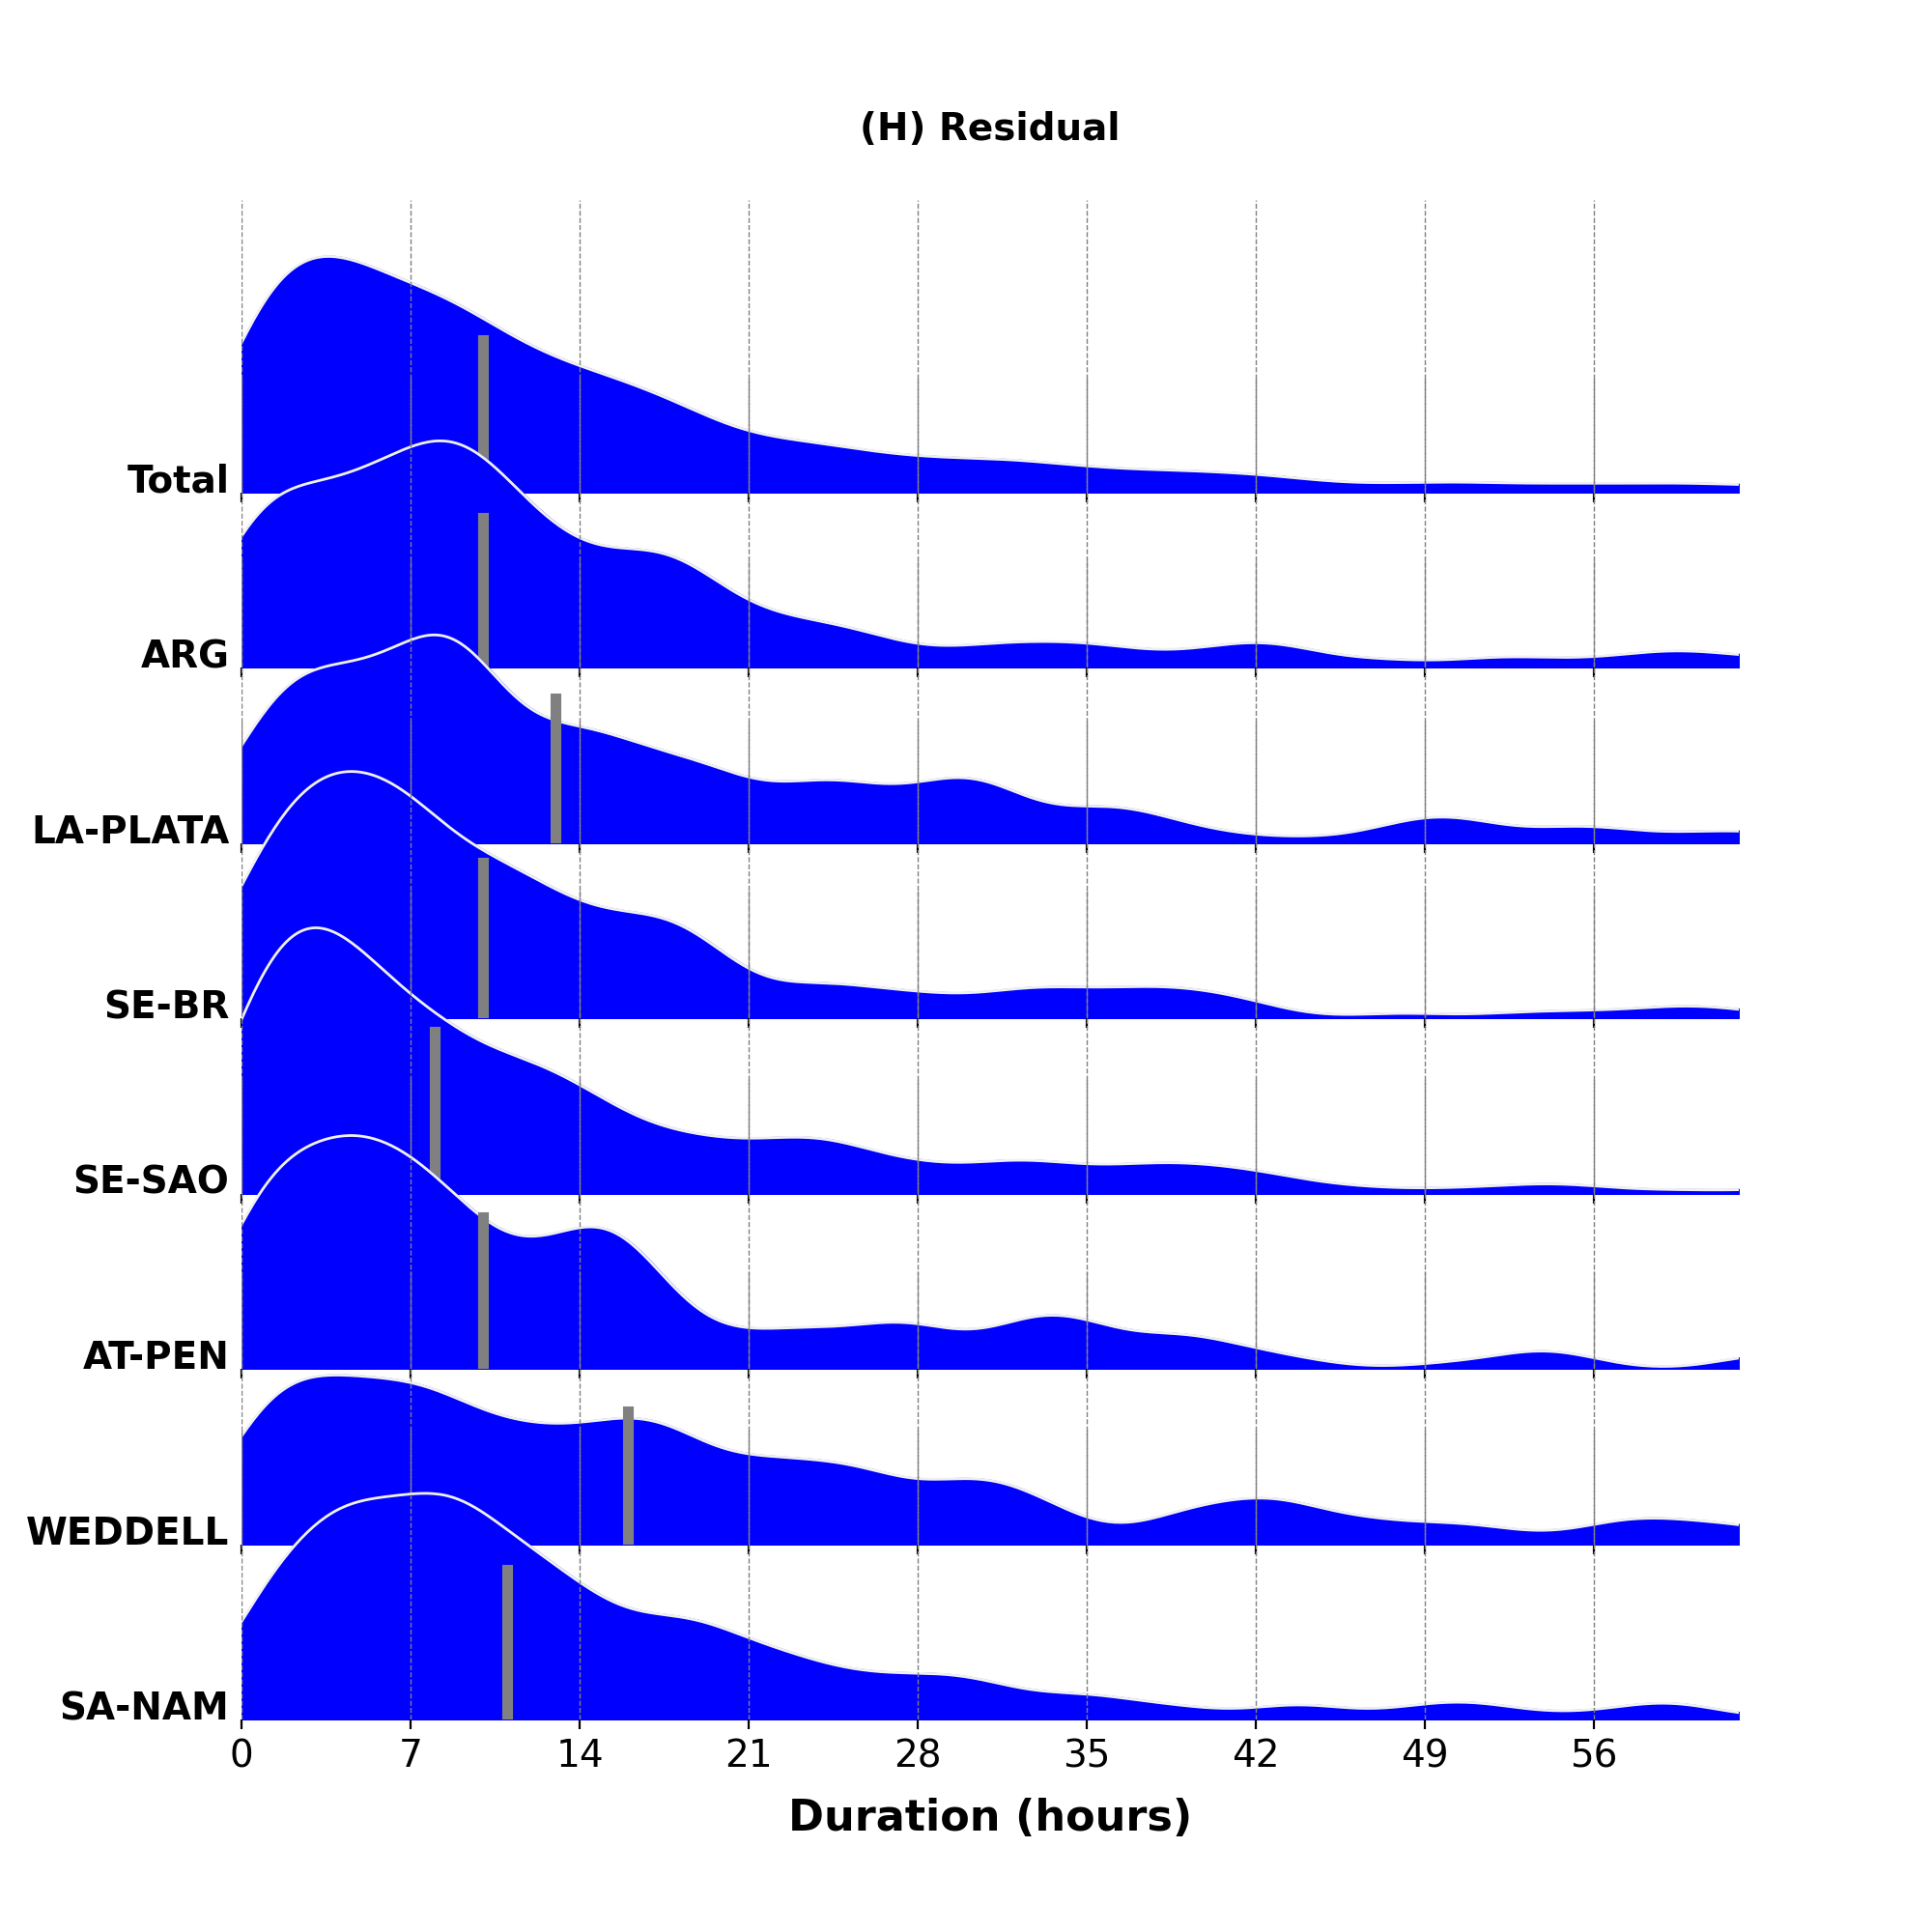 (H) Residual
Total
ARG
LA-PLATA
SE-BR
SE-SAO
AT-PEN
WEDDELL
SA-NAM
0 7 14 21 28 35 42 49 56
Duration (hours)